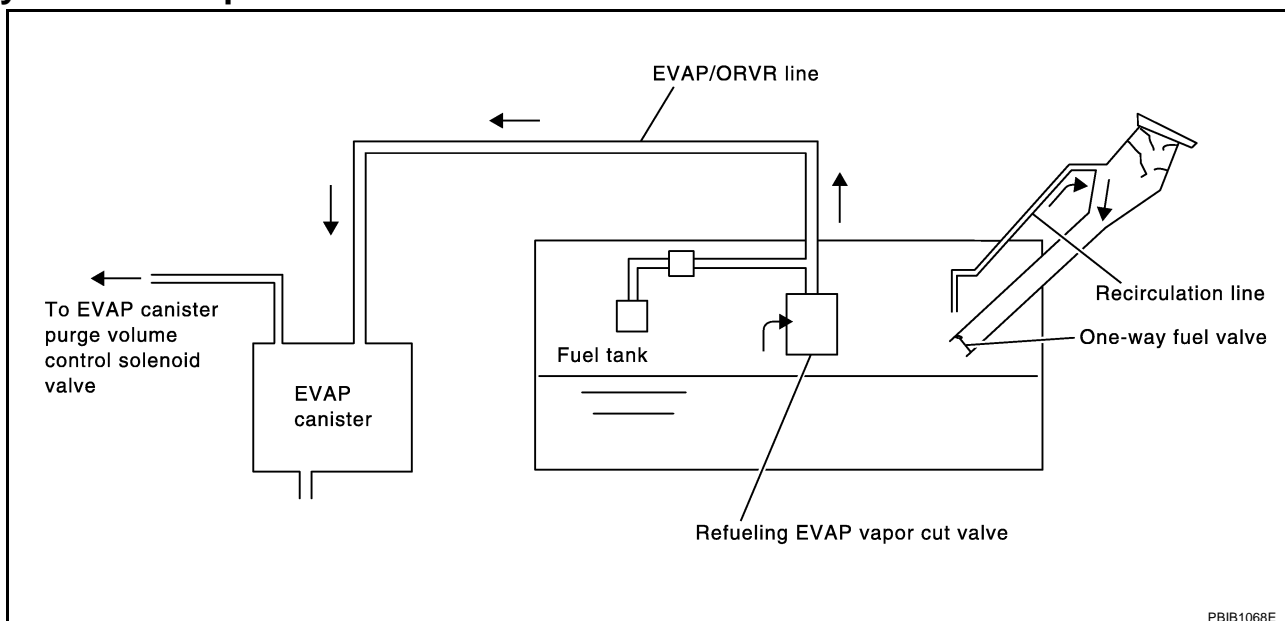 EVAP/ORVR line
Recirculation line
One-way fuel valve
To EVAP canister
purge volume
control solenoid
valve
Fuel tank
EVAP
canister
Refueling EVAP vapor cut valve
PBIB1068E